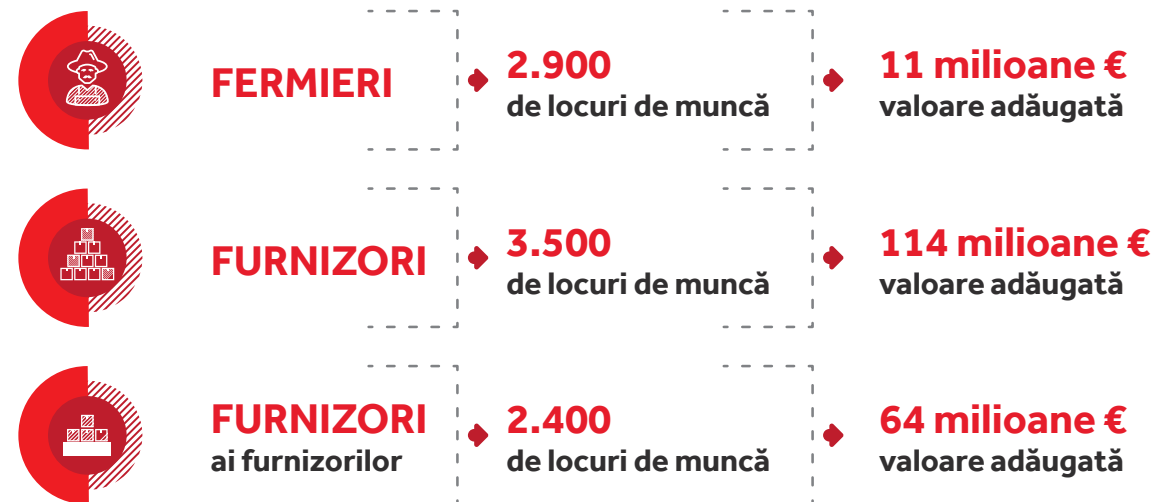 FERMIERI
2.900
de locuri de muncă
11 milioane €
valoare adăugată
FURNIZORI
3.500
de locuri de muncă
114 milioane €
valoare adăugată
FURNIZORI
ai furnizorilor
2.400
de locuri de muncă
64 milioane €
valoare adăugată